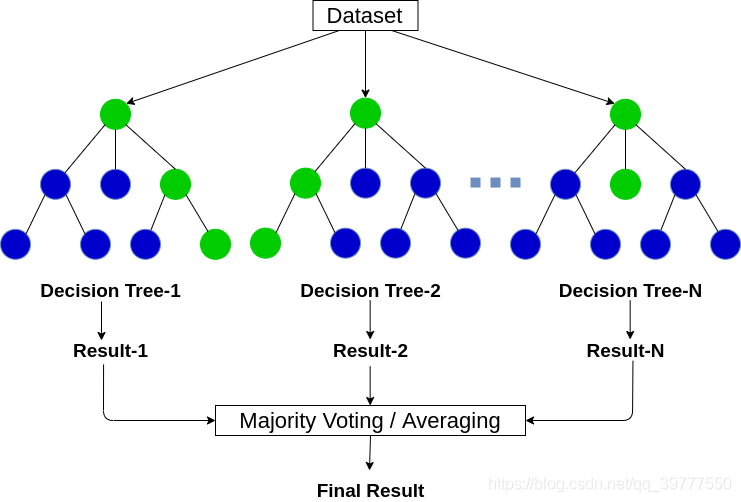 Dataset
Decision Tree-1 Decision Tree-2 Decision Tree-N
Result-1 Result-2 Result-N
Majority Voting / Averaging
Final Result
https://blog.csdn.net/qq_39777550